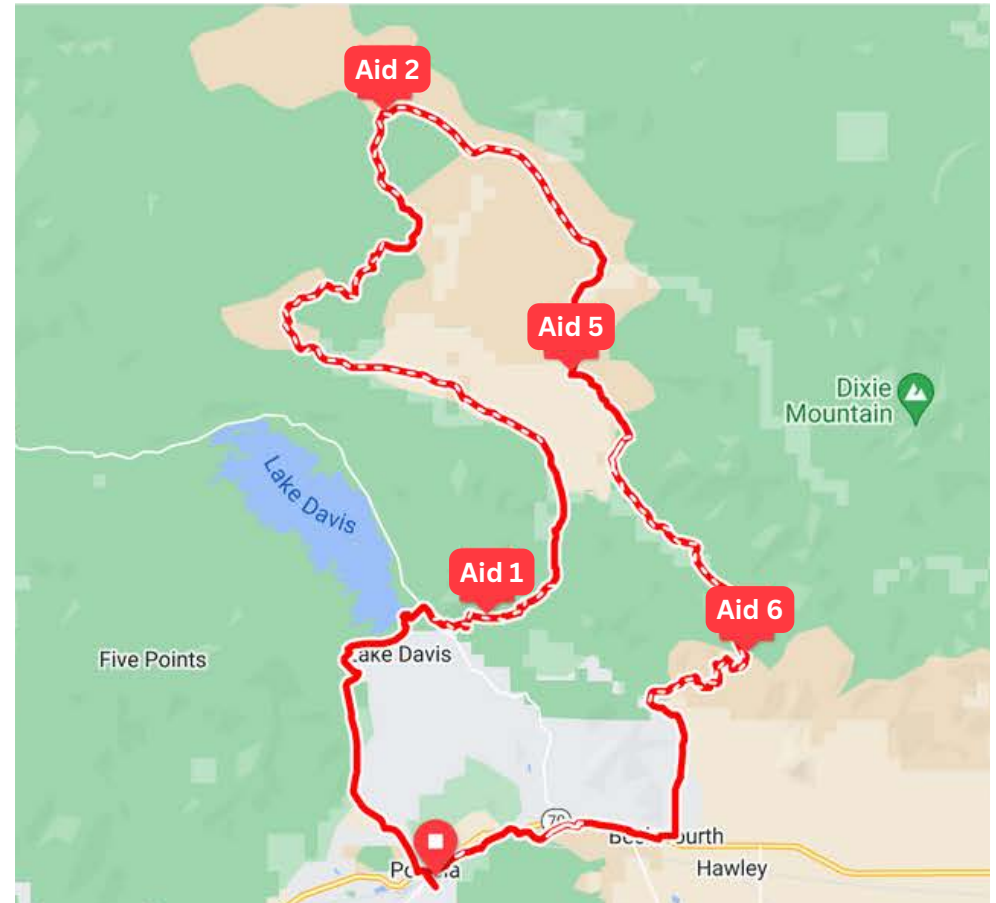 Aid 2
Aid 5
Dixie
Mountain
Lake Davis
Aid 1
Aid 6
Five Points
Lake Davis
70
Hawley